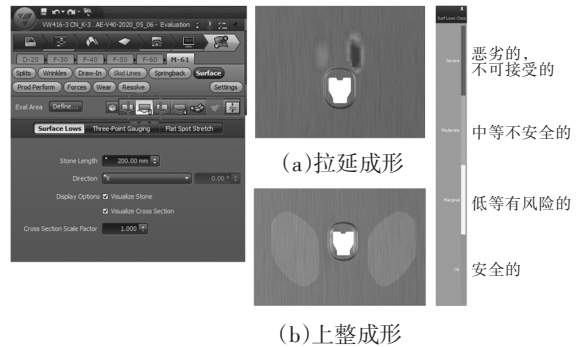 VW416-3 CN_K-3...AE-V40-2020_05_06 - Evaluation
D-20 F-30 F-40 F-50 F-60 M-61
Splits Wrinkles Draw-In Skid Lines Springback Surface
Prod Perform Forces Wear Resolve Settings
Eval Area Define...
Surface Lows Three-Point Gauging Flat Spot Stretch
Stone Length 200.00 mm
Direction X 0.00 °
Display Options Visualize Stone
Visualize Cross Section
Cross Section Scale Factor 1.000
(a)拉延成形
(b)上整成形
Severe
恶劣的,
不可接受的
Moderate
中等不安全的
Marginal
低等有风险的
OK
安全的